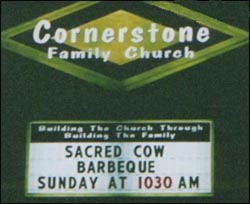 Cornerstone
Family Church
Building The Church Through
Building The Family
SACRED COW
BARBEQUE
SUNDAY AT 1030 AM